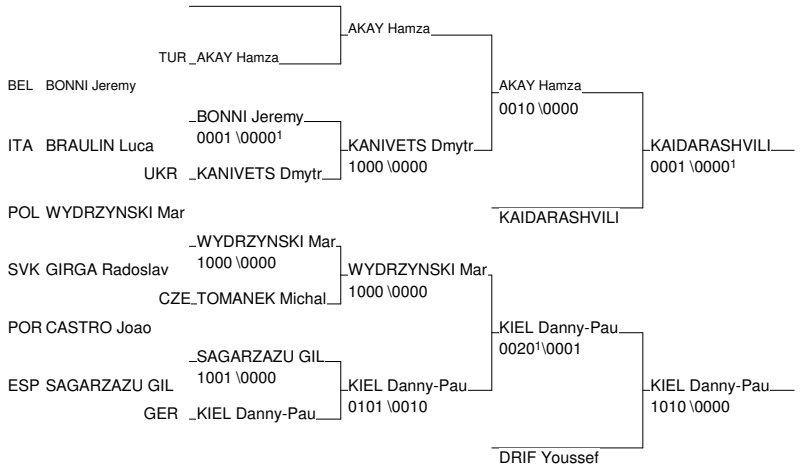 AKAY Hamza
TUR AKAY Hamza
BEL BONNI Jeremy
AKAY Hamza
0010 \0000
BONNI Jeremy
0001 \0000¹
ITA BRAULIN Luca
KANIVETS Dmytr
1000 \0000
KAIDARASHVILI
0001 \0000¹
UKR KANIVETS Dmytr
POL WYDRZYNSKI Mar
KAIDARASHVILI
WYDRZYNSKI Mar
1000 \0000
SVK GIRGA Radoslav
WYDRZYNSKI Mar
1000 \0000
CZE TOMANEK Michal
POR CASTRO Joao
KIEL Danny-Pau
0020¹\0001
SAGARZAZU GIL
1001 \0000
ESP SAGARZAZU GIL
KIEL Danny-Pau
0101 \0010
KIEL Danny-Pau
1010 \0000
GER KIEL Danny-Pau
DRIF Youssef